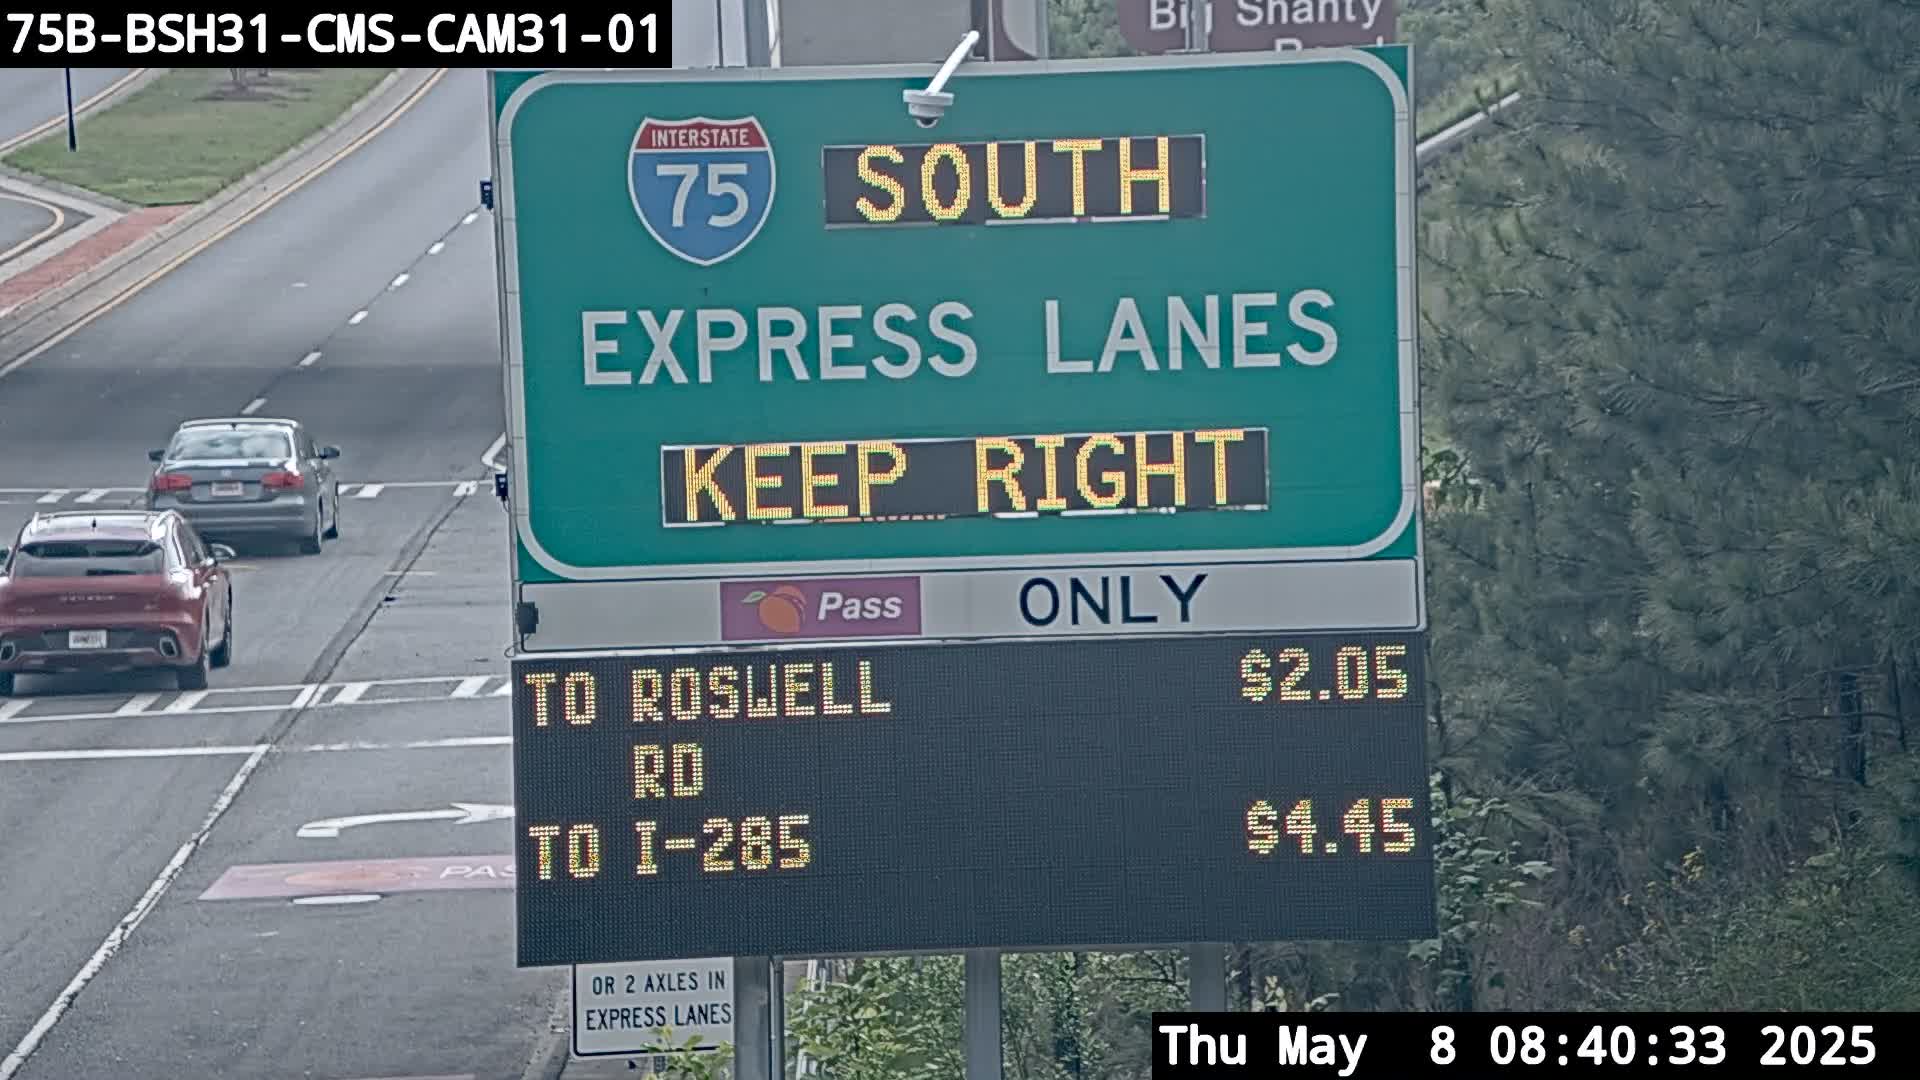 75B-BSH31-CMS-CAM31-01
Big Shanty
Road
INTERSTATE
75
SOUTH
EXPRESS LANES
KEEP RIGHT
Pass ONLY
TO ROSWELL $2.05
RD
TO I-285 $4.45
PAS
OR 2 AXLES IN
EXPRESS LANES
Thu May 8 08:40:33 2025